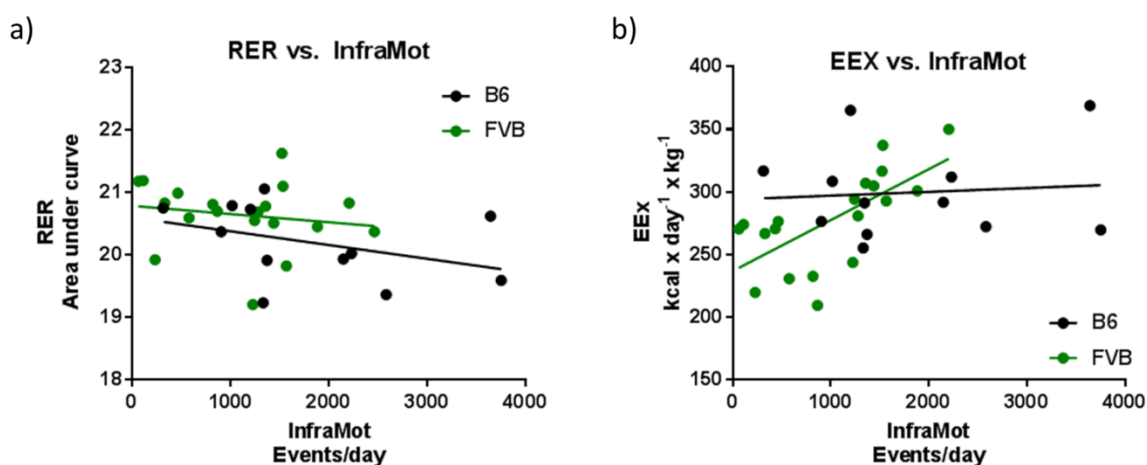 a)
RER vs. InfraMot
RER
Area under curve
23
22
21
20
19
18
0
1000
2000
3000
4000
InfraMot
Events/day
B6
FVB
b)
EEX vs. InfraMot
EEx
kcal x day⁻¹ x kg⁻¹
400
350
300
250
200
150
0
1000
2000
3000
4000
InfraMot
Events/day
B6
FVB